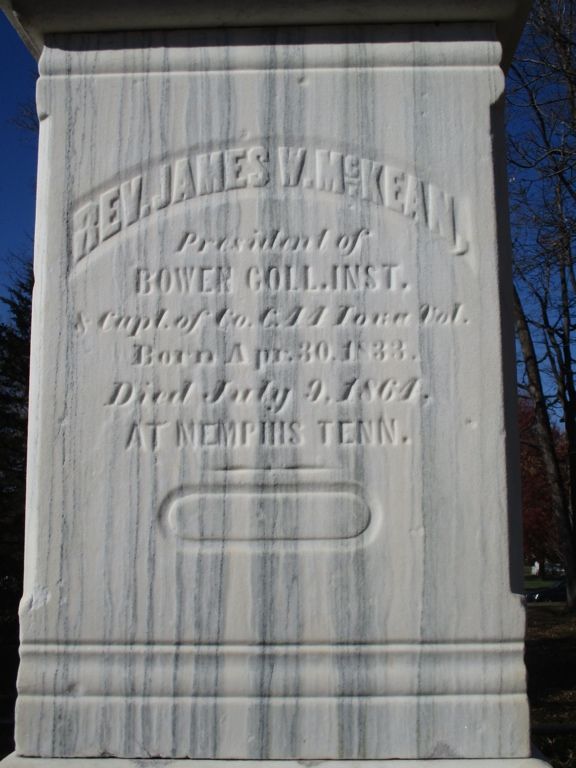 REV. JAMES W. McKEAN,
President of
BOWEN COLL. INST.
& Capt. of Co. C. 44 Iowa Vol.
Born Apr. 30. 1833.
Died July 9. 1864.
AT MEMPHIS TENN.